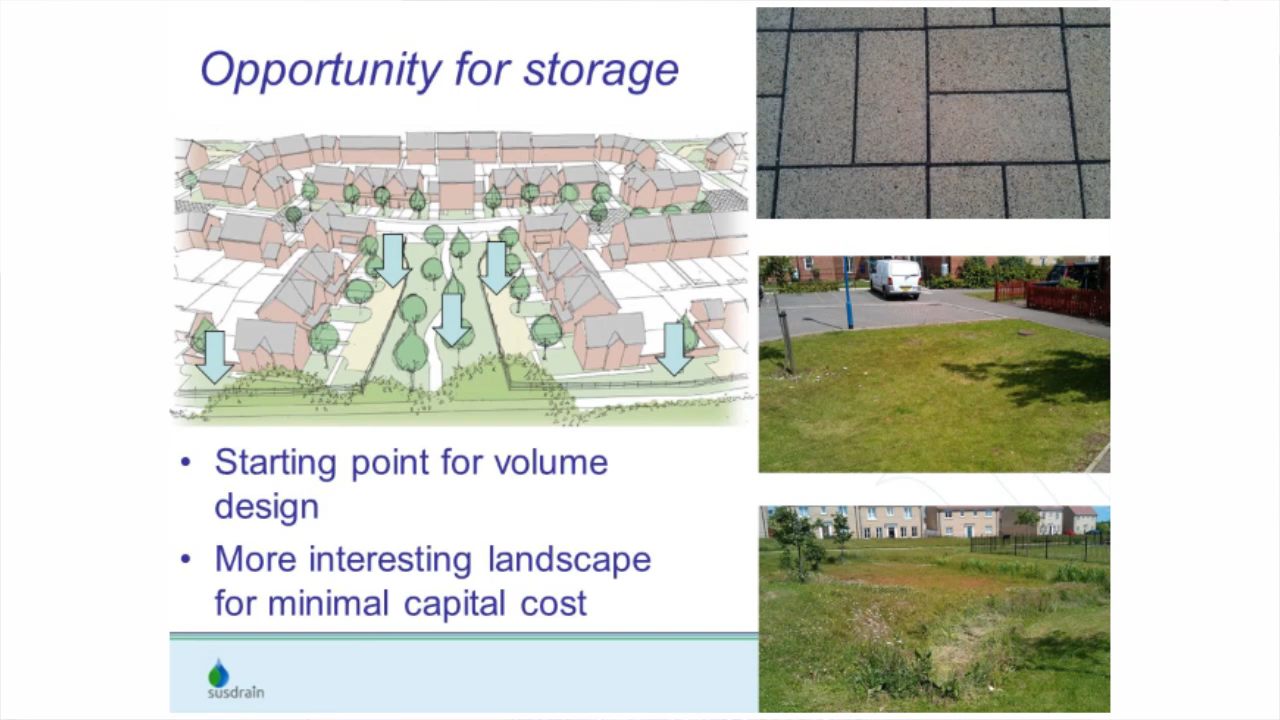 Opportunity for storage
• Starting point for volume
design
• More interesting landscape
for minimal capital cost
susdrain